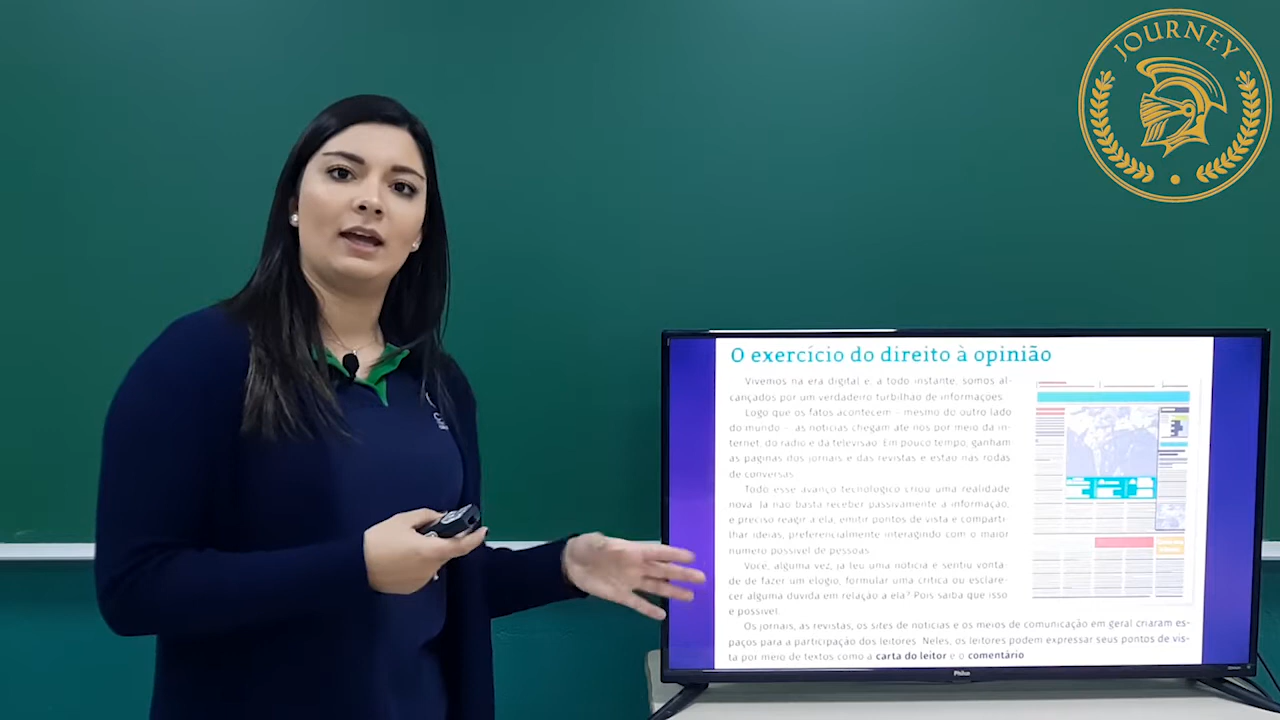 JOURNEY
O exercício do direito à opinião
Vivemos na era digital e, a todo instante, somos al-
cançados por um verdadeiro turbilhão de informações.
Logo que os fatos acontecem – mesmo do outro lado
do mundo – as notícias chegam até nós por meio da in-
ternet, do rádio e da televisão. Em pouco tempo, ganham
as páginas dos jornais e das revistas e estão nas rodas
de conversas.
Todo esse avanço tecnológico criou uma realidade
nova. Já não basta receber passivamente a informação,
é preciso reagir a ela, emitir pontos de vista e comparti-
lhar ideias, preferencialmente interagindo com o maior
número possível de pessoas.
Você, alguma vez, já leu uma notícia e sentiu vonta-
de de fazer um elogio, formular uma crítica ou esclare-
cer alguma dúvida em relação a ela? Pois saiba que isso
é possível.
Os jornais, as revistas, os sites de notícias e os meios de comunicação em geral criaram es-
paços para a participação dos leitores. Neles, os leitores podem expressar seus pontos de vis-
ta por meio de textos como a carta do leitor e o comentário
Philco